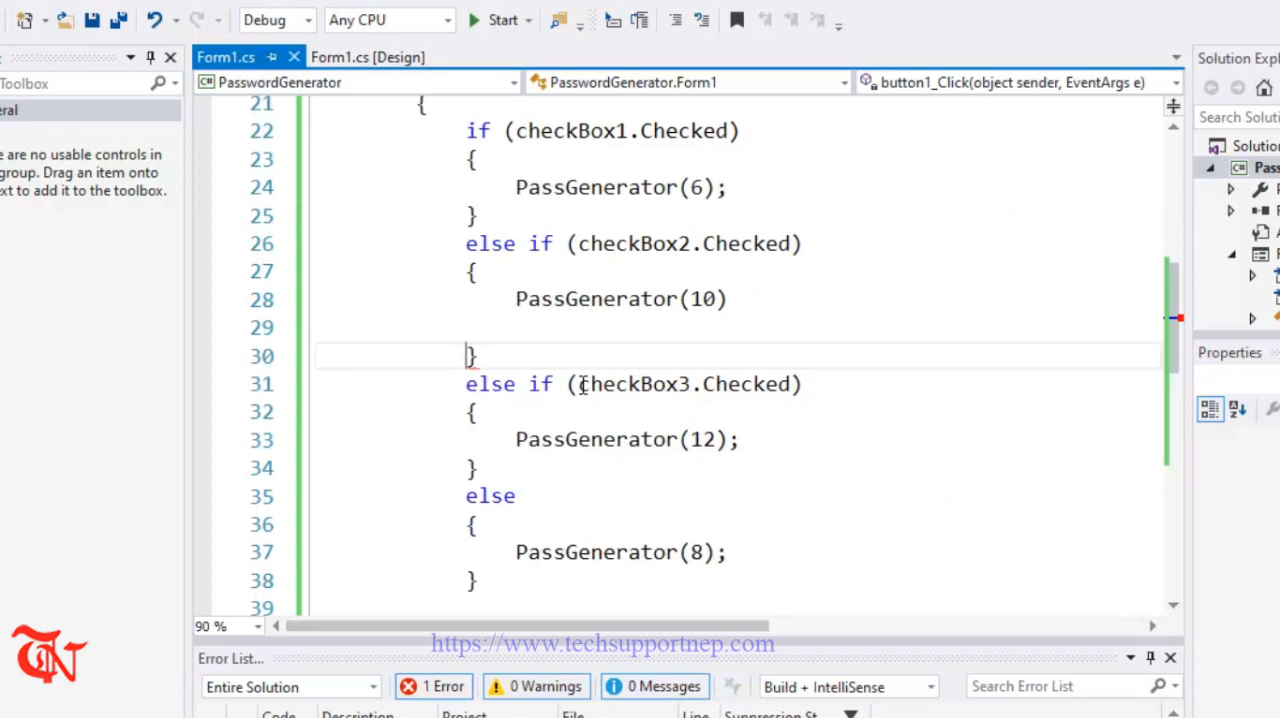 Debug Any CPU Start
Form1.cs Form1.cs [Design] Solution Expl
Toolbox PasswordGenerator PasswordGenerator.Form1 button1_Click(object sender, EventArgs e)
eral
e are no usable controls in
group. Drag an item onto
ext to add it to the toolbox.
21 {
22 if (checkBox1.Checked)
23 {
24 PassGenerator(6);
25 }
26 else if (checkBox2.Checked)
27 {
28 PassGenerator(10)
29
30 }
31 else if (checkBox3.Checked)
32 {
33 PassGenerator(12);
34 }
35 else
36 {
37 PassGenerator(8);
38 }
39
Search Soluti
Solutio
C# Pass
Properties
90 %
https://www.techsupportnep.com
TN
Error List...
Entire Solution 1 Error 0 Warnings 0 Messages Build + IntelliSense Search Error List
Code Description Project File Line Suppression St